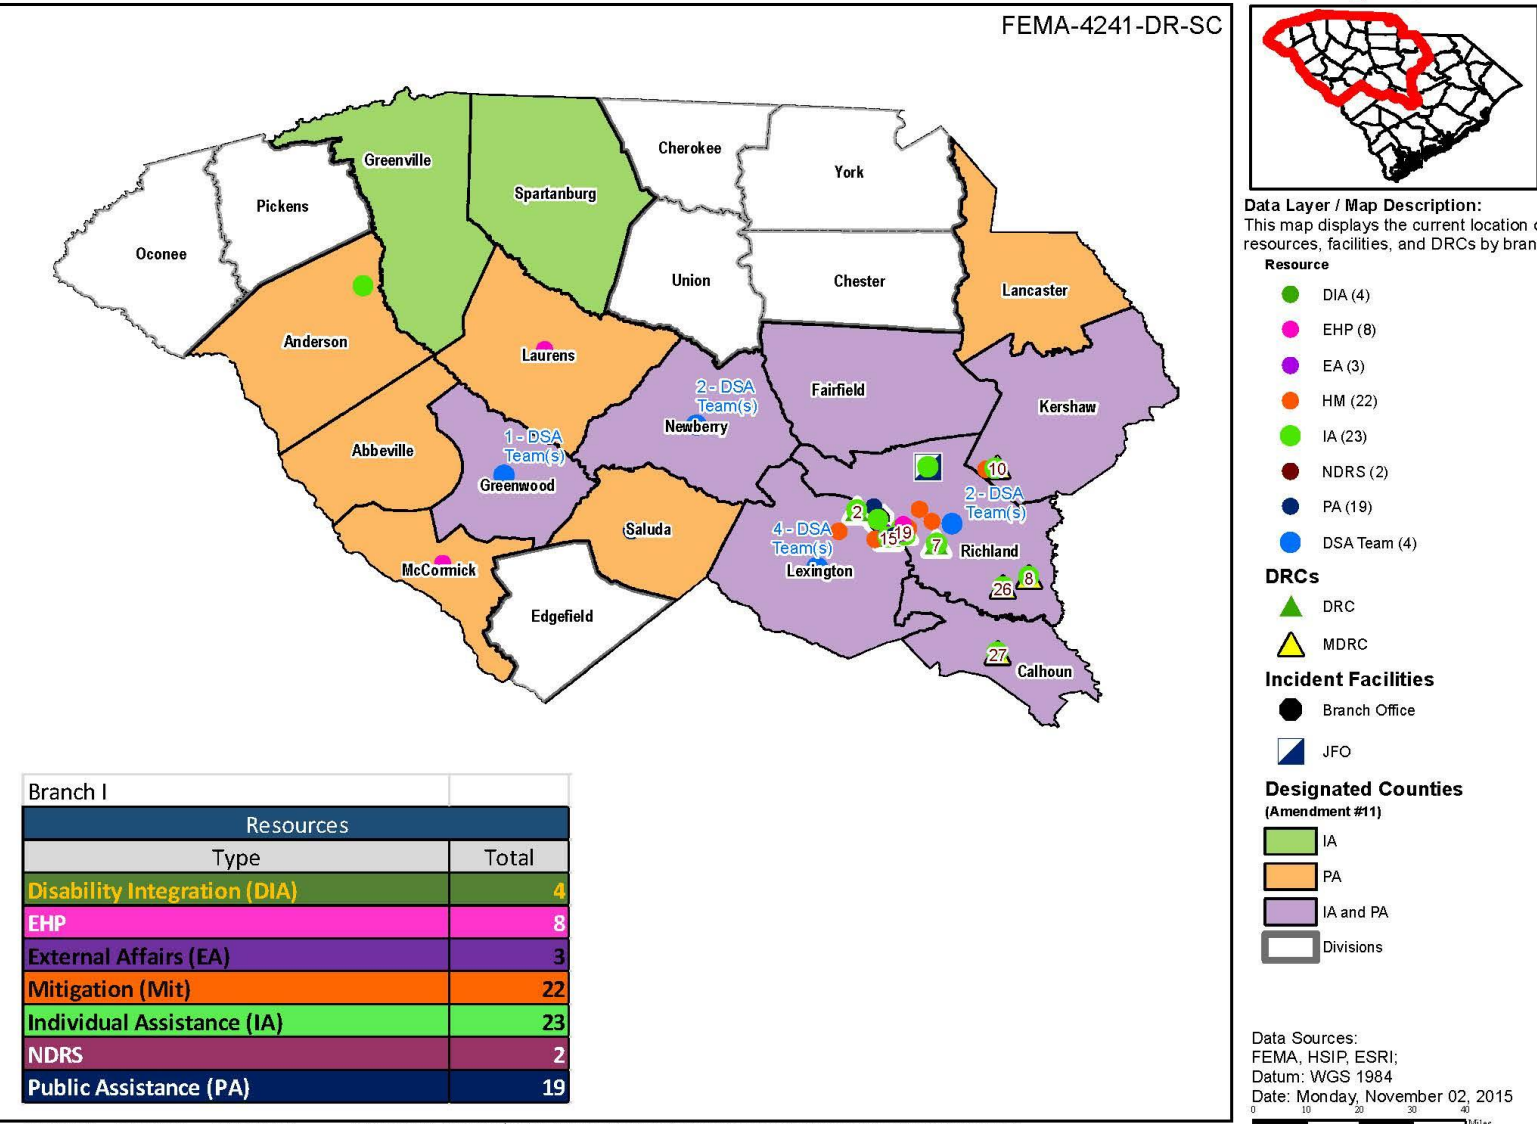 FEMA-4241-DR-SC
Greenville
Cherokee
York
Spartanburg
Pickens
Oconee
Union
Chester
Lancaster
Anderson
Laurens
Fairfield
Kershaw
2 - DSA
Team(s)
Newberry
Abbeville
1 - DSA
Team(s)
Greenwood
10
2 - DSA
Team(s)
2
Saluda
4 - DSA
Team(s)
Lexington
15
19
7
Richland
McCormick
26
8
Edgefield
27
Calhoun
Branch I
Resources
Type Total
Disability Integration (DIA) 4
EHP 8
External Affairs (EA) 3
Mitigation (Mit) 22
Individual Assistance (IA) 23
NDRS 2
Public Assistance (PA) 19
Data Layer / Map Description:
This map displays the current location
resources, facilities, and DRCs by bran
Resource
DIA (4)
EHP (8)
EA (3)
HM (22)
IA (23)
NDRS (2)
PA (19)
DSA Team (4)
DRCs
DRC
MDRC
Incident Facilities
Branch Office
JFO
Designated Counties
(Amendment #11)
IA
PA
IA and PA
Divisions
Data Sources:
FEMA, HSIP, ESRI;
Datum: WGS 1984
Date: Monday, November 02, 2015
0 10 20 30 40
Miles